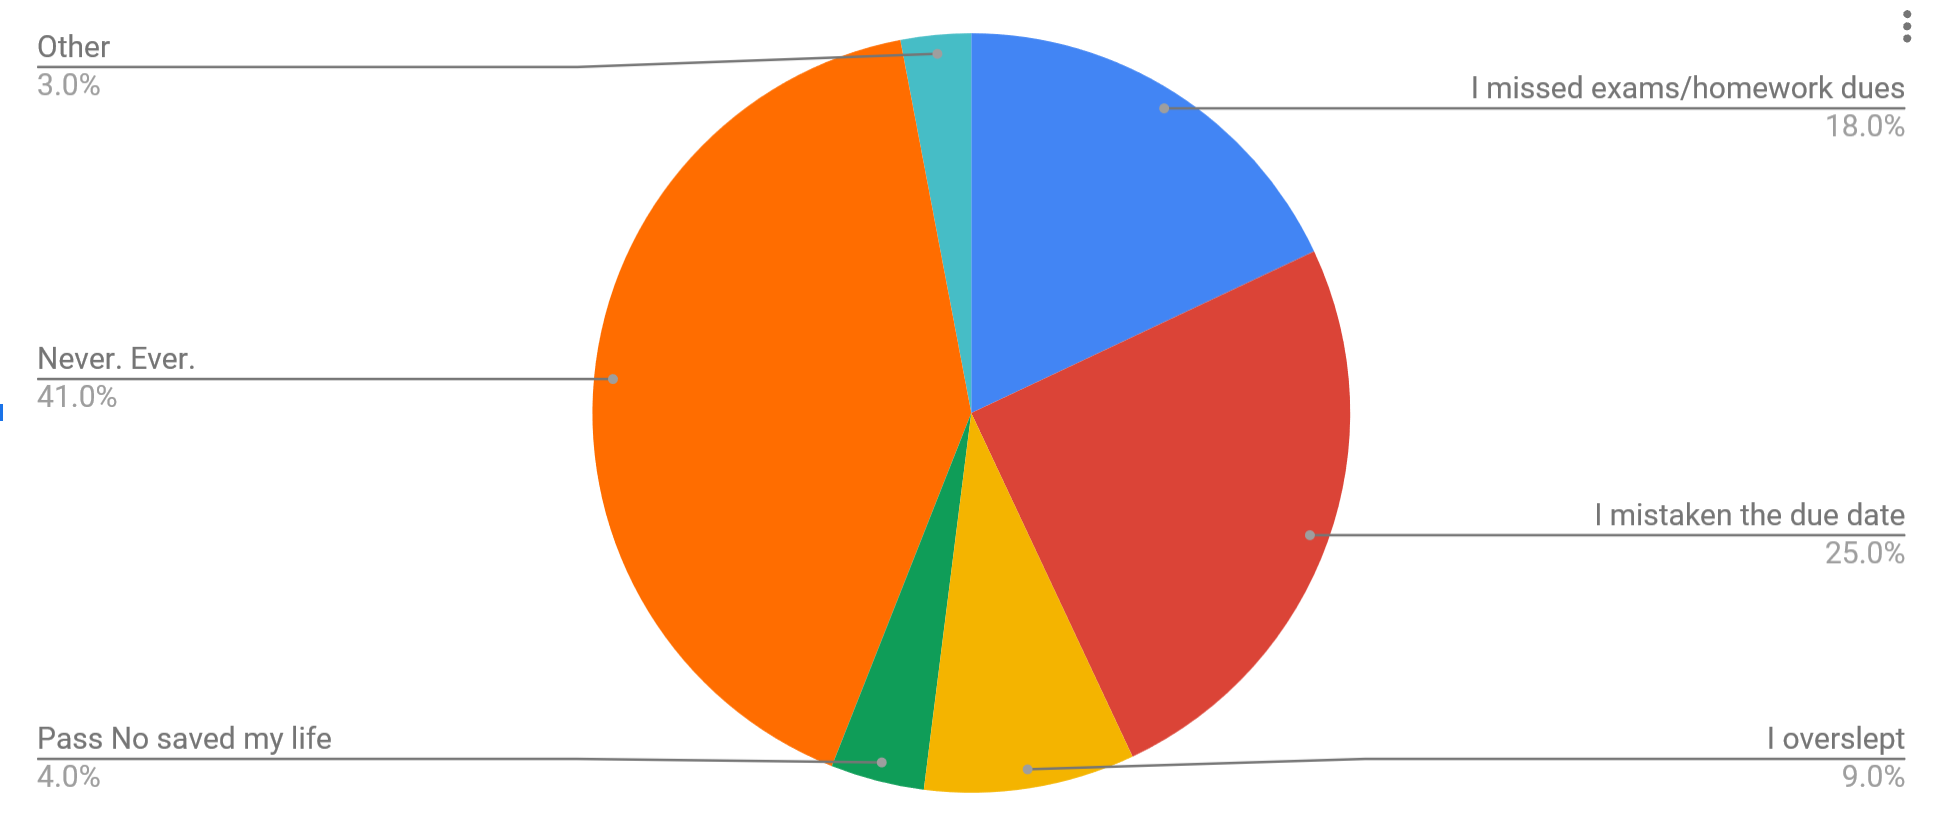 Other
3.0%
I missed exams/homework dues
18.0%
Never. Ever.
41.0%
I mistaken the due date
25.0%
Pass No saved my life
4.0%
I overslept
9.0%